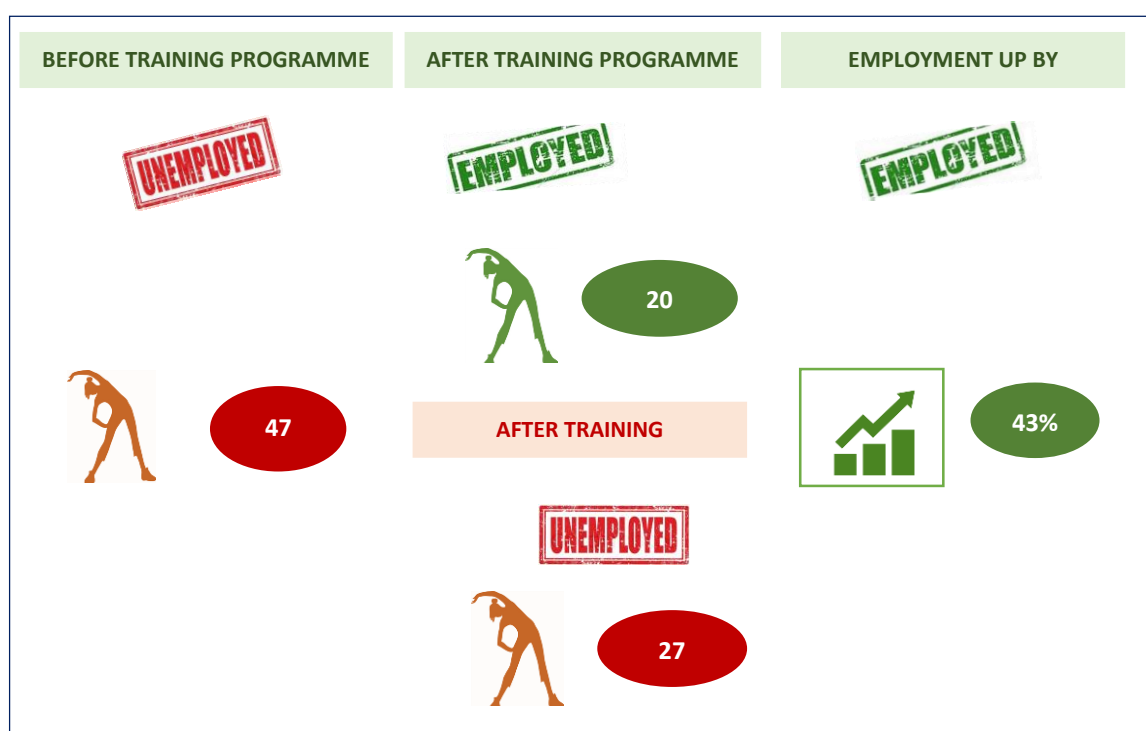 BEFORE TRAINING PROGRAMME
AFTER TRAINING PROGRAMME
EMPLOYMENT UP BY
UNEMPLOYED
EMPLOYED
EMPLOYED
20
47
AFTER TRAINING
43%
UNEMPLOYED
27